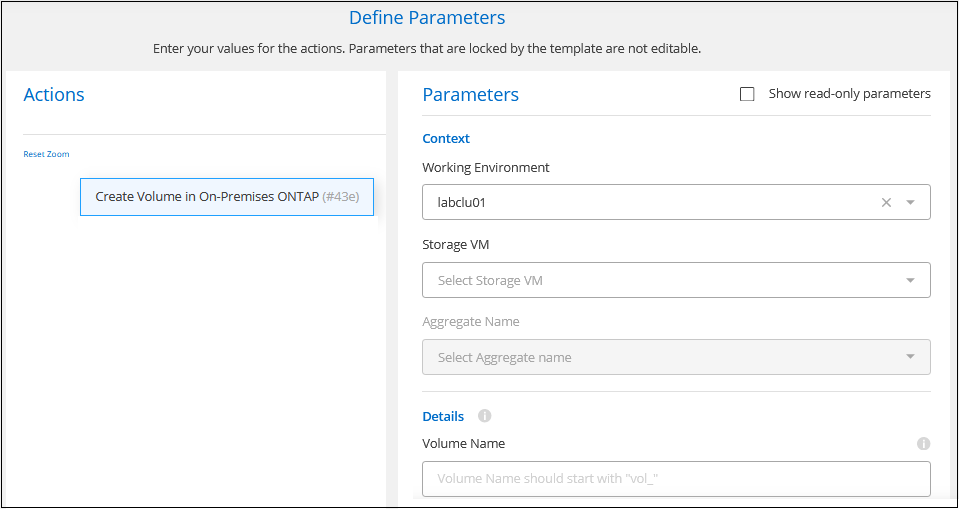 Define Parameters
Enter your values for the actions. Parameters that are locked by the template are not editable.
Actions
Reset Zoom
Create Volume in On-Premises ONTAP (#43e)
Parameters
Show read-only parameters
Context
Working Environment
labclu01
Storage VM
Select Storage VM
Aggregate Name
Select Aggregate name
Details
Volume Name
Volume Name should start with "vol_"